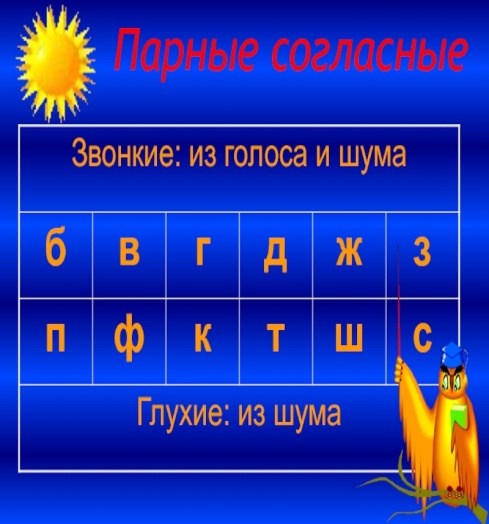 Парные согласные
Звонкие: из голоса и шума
б в г д ж з
п ф к т ш с
Глухие: из шума